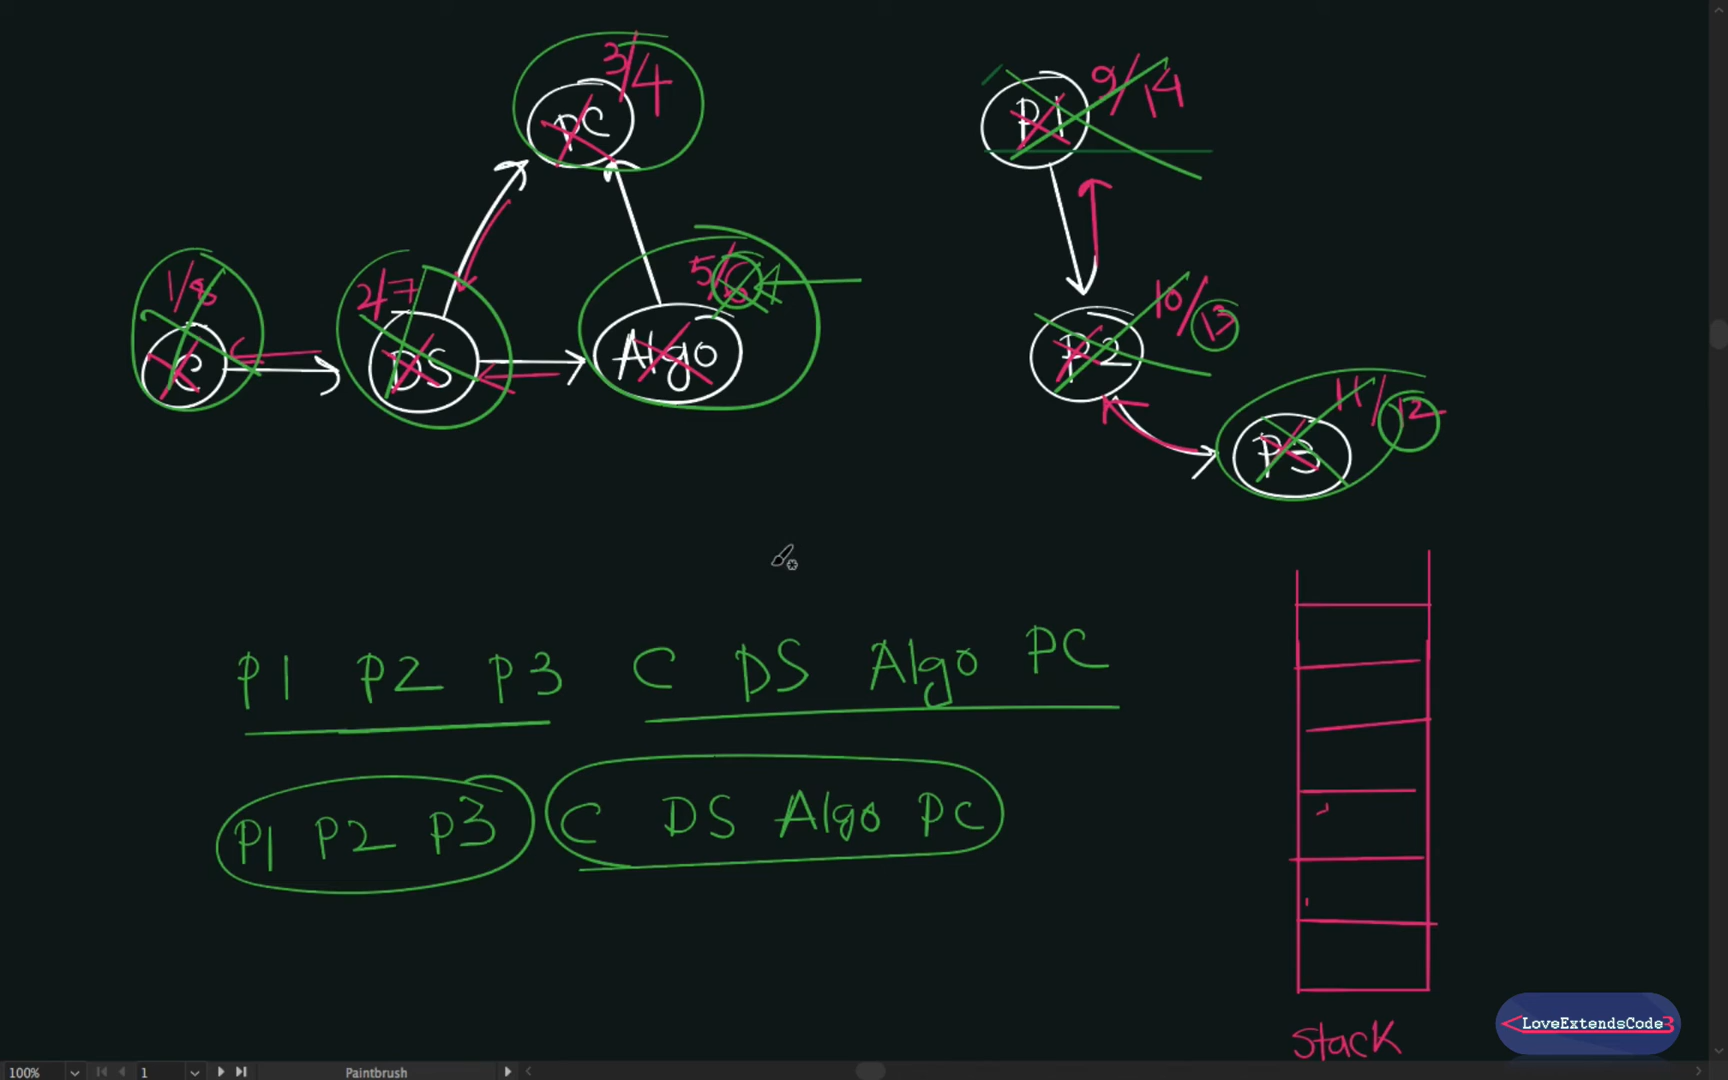 3/4
PC
9/14
P1
1/8
C
2/7
DS
5/6
Algo
10/13
P2
11/12
P3
P1 P2 P3 C DS Algo PC
P1 P2 P3 C DS Algo PC
Stack
<LoveExtendsCode3
100%
1
Paintbrush